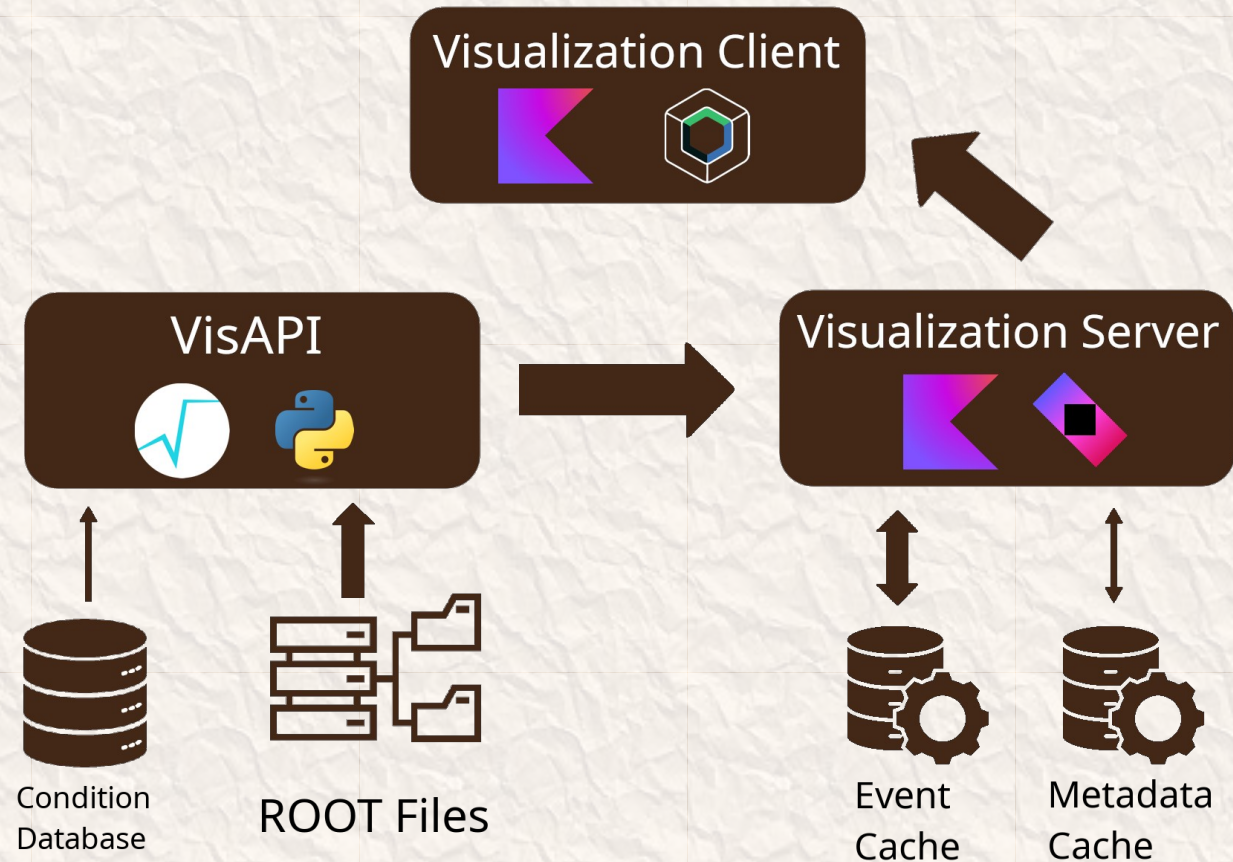 Visualization Client
VisAPI
Visualization Server
Condition
Database
ROOT Files
Event
Cache
Metadata
Cache